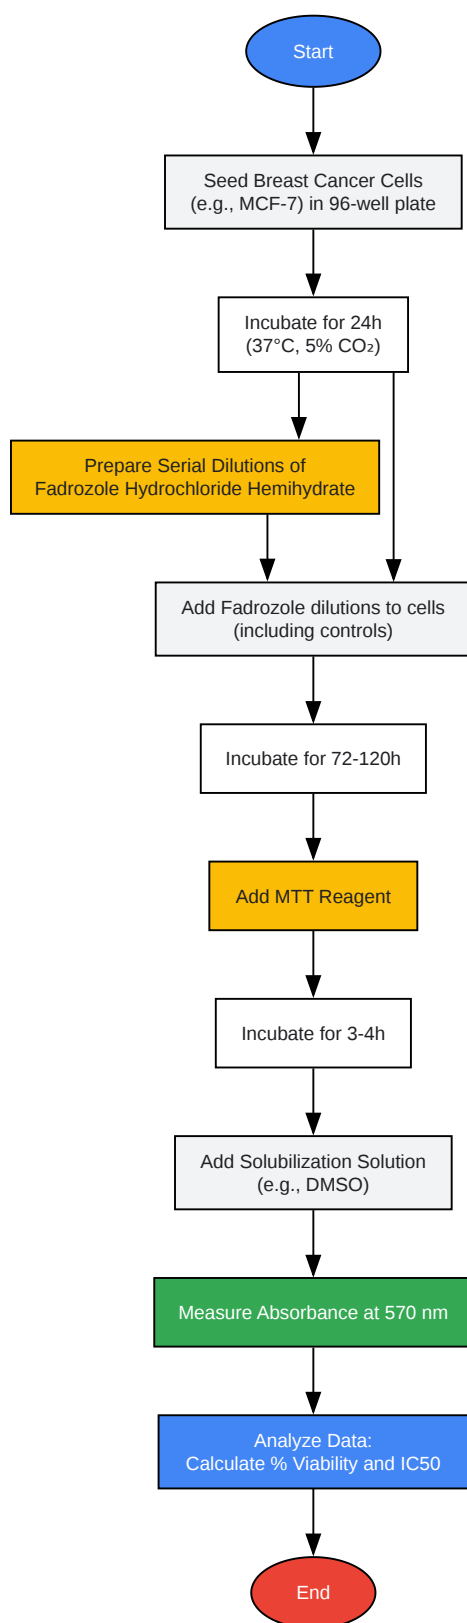 Start
Seed Breast Cancer Cells
(e.g., MCF-7) in 96-well plate
Incubate for 24h
(37°C, 5% CO₂)
Prepare Serial Dilutions of
Fadrozole Hydrochloride Hemihydrate
Add Fadrozole dilutions to cells
(including controls)
Incubate for 72-120h
Add MTT Reagent
Incubate for 3-4h
Add Solubilization Solution
(e.g., DMSO)
Measure Absorbance at 570 nm
Analyze Data:
Calculate % Viability and IC50
End